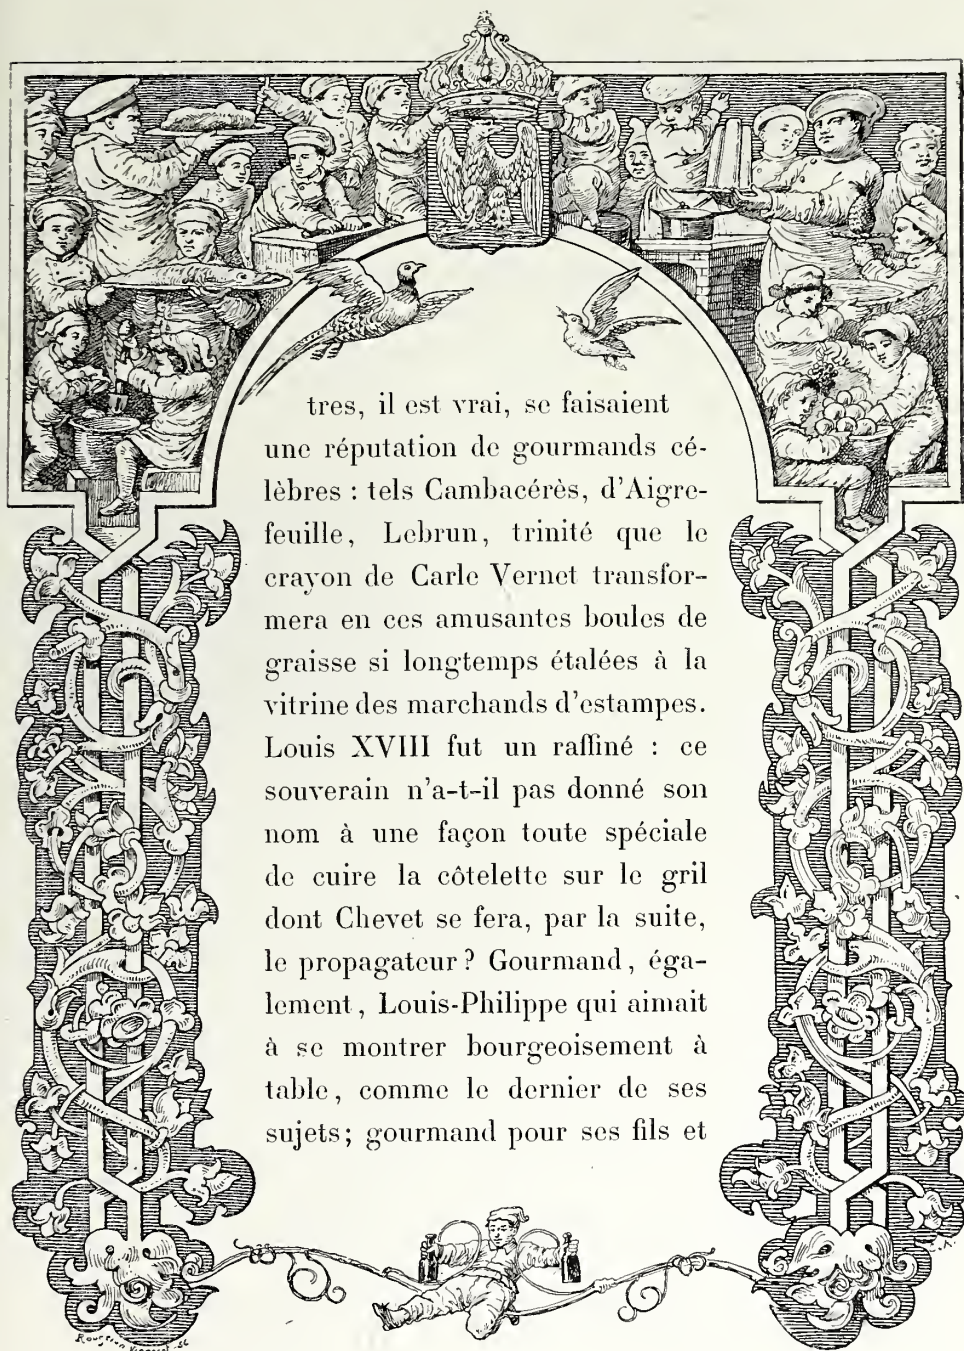 tres, il est vrai, se faisaient
une réputation de gourmands cé-
lèbres : tels Cambacérès, d'Aigre-
feuille, Lebrun, trinité que le
crayon de Carle Vernet transfor-
mera en ces amusantes boules de
graisse si longtemps étalées à la
vitrine des marchands d'estampes.
Louis XVIII fut un raffiné : ce
souverain n'a-t-il pas donné son
nom à une façon toute spéciale
de cuire la côtelette sur le gril
dont Chevet se fera, par la suite,
le propagateur? Gourmand, éga-
lement, Louis-Philippe qui aimait
à se montrer bourgeoisement à
table, comme le dernier de ses
sujets; gourmand pour ses fils et